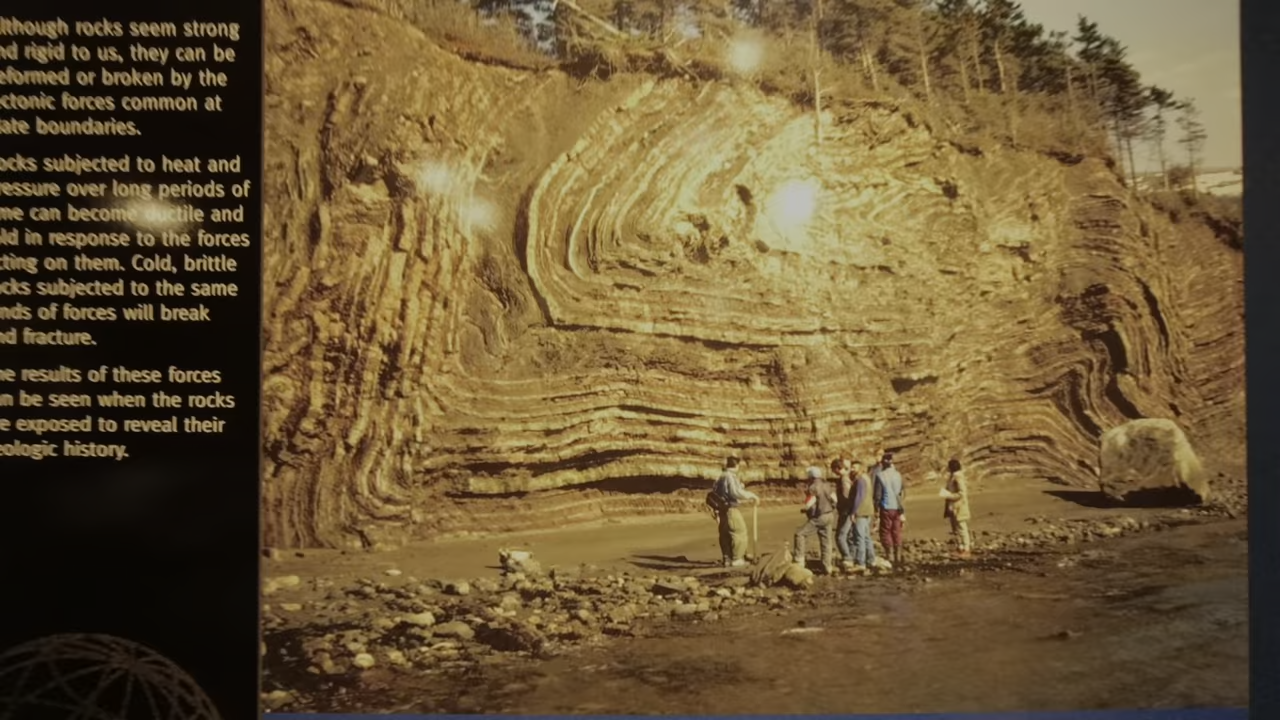 lthough rocks seem strong
nd rigid to us, they can be
eformed or broken by the
ctonic forces common at
ate boundaries.
ocks subjected to heat and
ressure over long periods of
me can become ductile and
ld in response to the forces
cting on them. Cold, brittle
cks subjected to the same
nds of forces will break
nd fracture.
he results of these forces
n be seen when the rocks
re exposed to reveal their
eologic history.